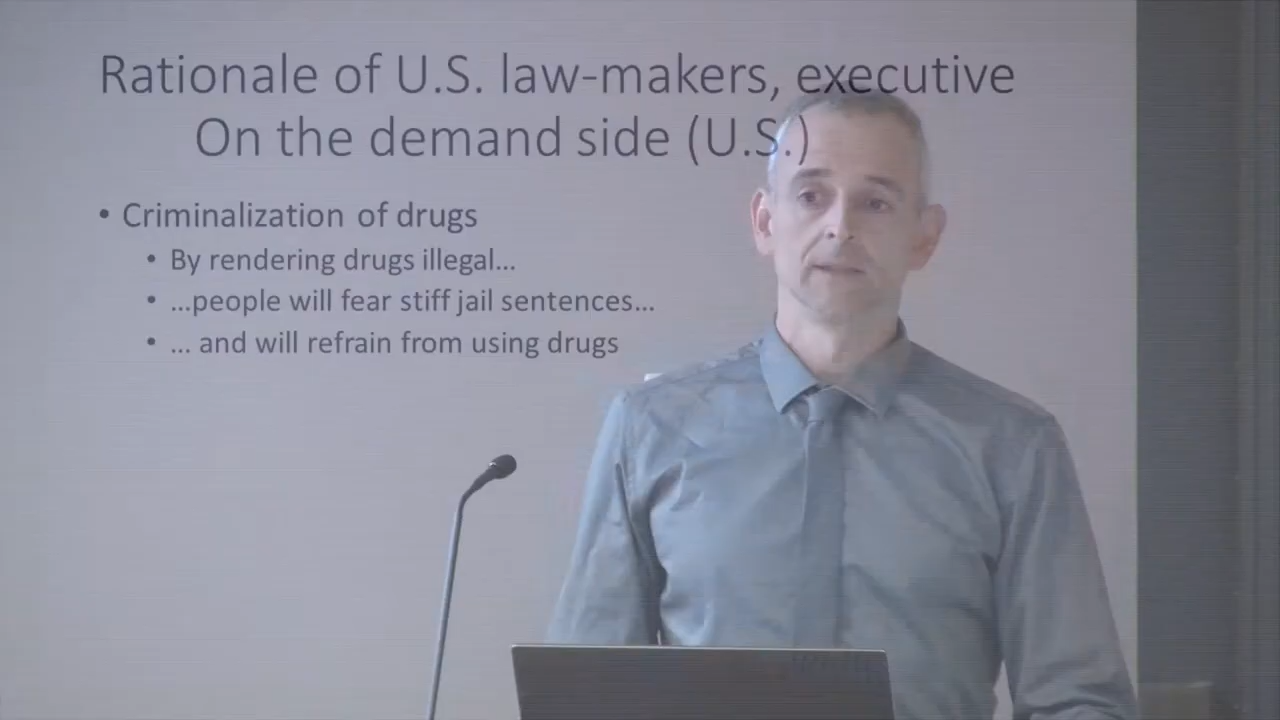 Rationale of U.S. law-makers, executive
On the demand side (U.S.)
• Criminalization of drugs
• By rendering drugs illegal…
• …people will fear stiff jail sentences…
• … and will refrain from using drugs